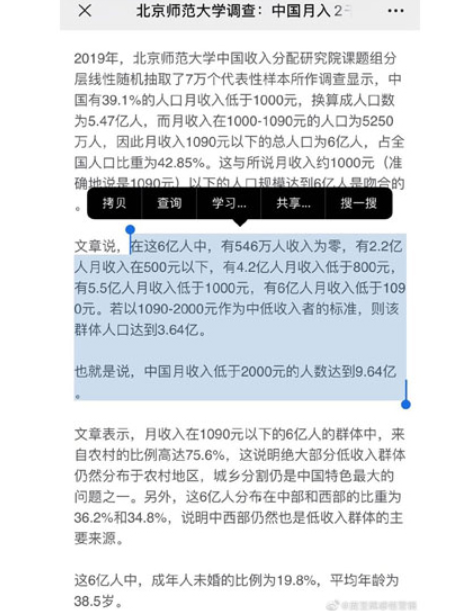 北京师范大学调查：中国月入2
2019年，北京师范大学中国收入分配研究院课题组分
层线性随机抽取了7万个代表性样本所作调查显示，中
国有39.1%的人口月收入低于1000元，换算成人口数
为5.47亿人，而月收入在1000-1090元的人口为5250
万人，因此月收入1090元以下的总人口为6亿人，占全
国人口比重为42.85%。这与所说月收入约1000元（准
确地说是1090元）以下的人口规模达到6亿人是吻合的
。
拷贝 查询 学习... 共享... 搜一搜
文章说，在这6亿人中，有546万人收入为零，有2.2亿
人月收入在500元以下，有4.2亿人月收入低于800元，
有5.5亿人月收入低于1000元，有6亿人月收入低于109
0元。若以1090-2000元作为中低收入者的标准，则该
群体人口达到3.64亿。
也就是说，中国月收入低于2000元的人数达到9.64亿
。
文章表示，月收入在1090元以下的6亿人的群体中，来
自农村的比例高达75.6%，这说明绝大部分低收入群体
仍然分布于农村地区，城乡分割仍是中国特色最大的
问题之一。另外，这6亿人分布在中部和西部的比重为
36.2%和34.8%，说明中西部仍然也是低收入群体的主
要来源。
这6亿人中，成年人未婚的比例为19.8%，平均年龄为
38.5岁。